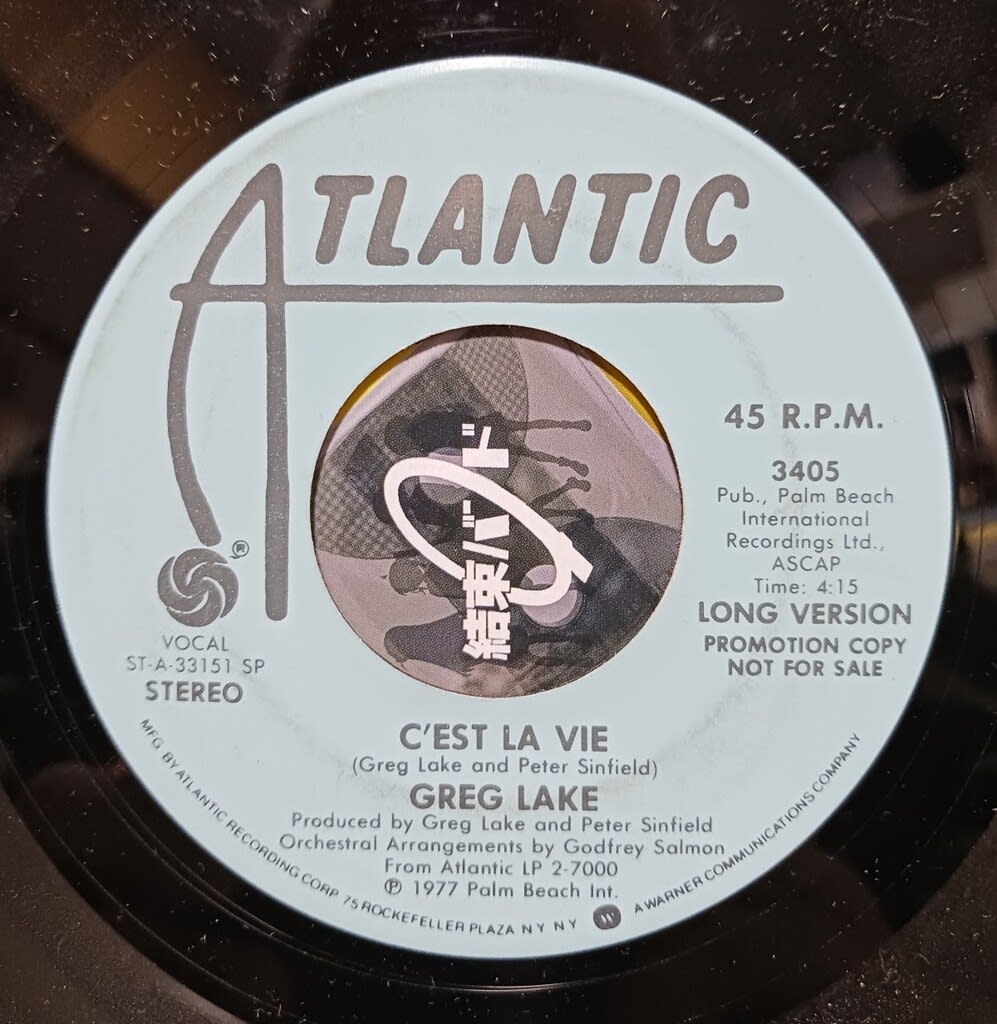 ATLANTIC
45 R.P.M.
3405
Pub., Palm Beach
International
Recordings Ltd.,
ASCAP
Time: 4:15
LONG VERSION
PROMOTION COPY
NOT FOR SALE
®
VOCAL
ST-A-33151 SP
STEREO
結束バンド
C'EST LA VIE
(Greg Lake and Peter Sinfield)
GREG LAKE
Produced by Greg Lake and Peter Sinfield
Orchestral Arrangements by Godfrey Salmon
From Atlantic LP 2-7000
℗ 1977 Palm Beach Int.
MFG BY ATLANTIC RECORDING CORP. 75 ROCKEFELLER PLAZA N Y N Y W A WARNER COMMUNICATIONS COMPANY